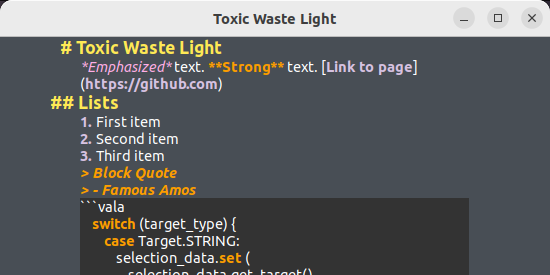 Toxic Waste Light
# Toxic Waste Light
*Emphasized* text. **Strong** text. [Link to page]
(https://github.com)
## Lists
1. First item
2. Second item
3. Third item
> Block Quote
> - Famous Amos
```vala
switch (target_type) {
case Target.STRING:
selection_data.set (
selection_data.get_target()